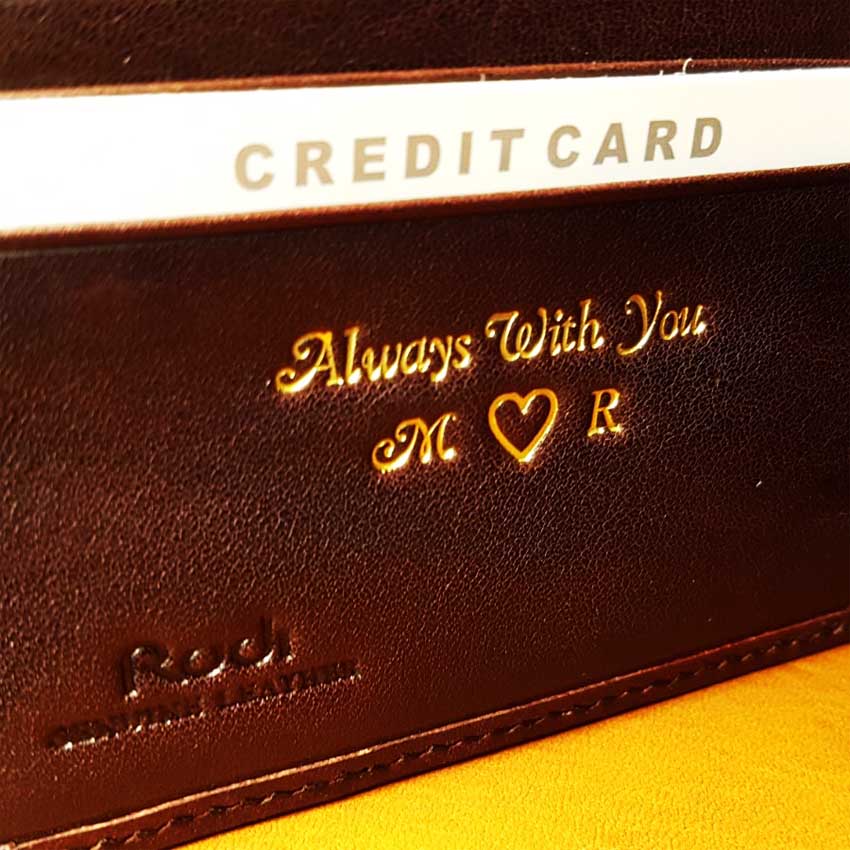 CREDIT CARD
Always With You
M ♡ R
Rodi
GENUINE LEATHER